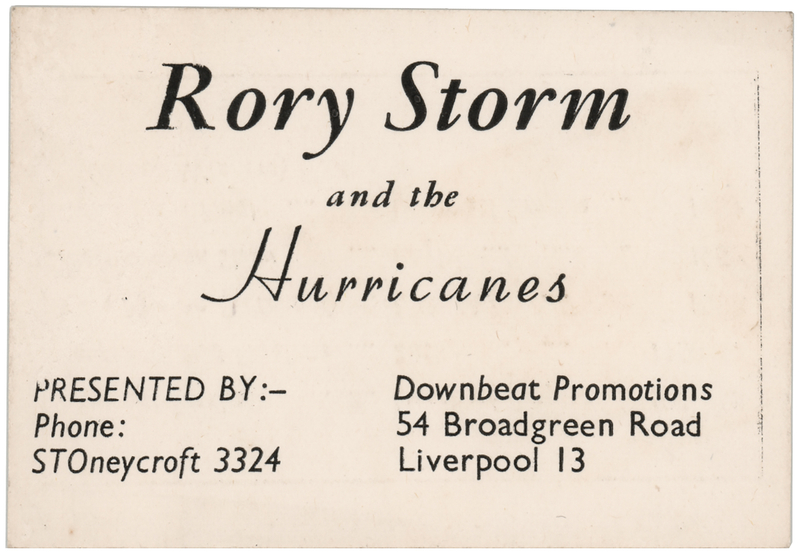 Rory Storm
and the
Hurricanes
PRESENTED BY:–
Phone:
STOneycroft 3324
Downbeat Promotions
54 Broadgreen Road
Liverpool 13